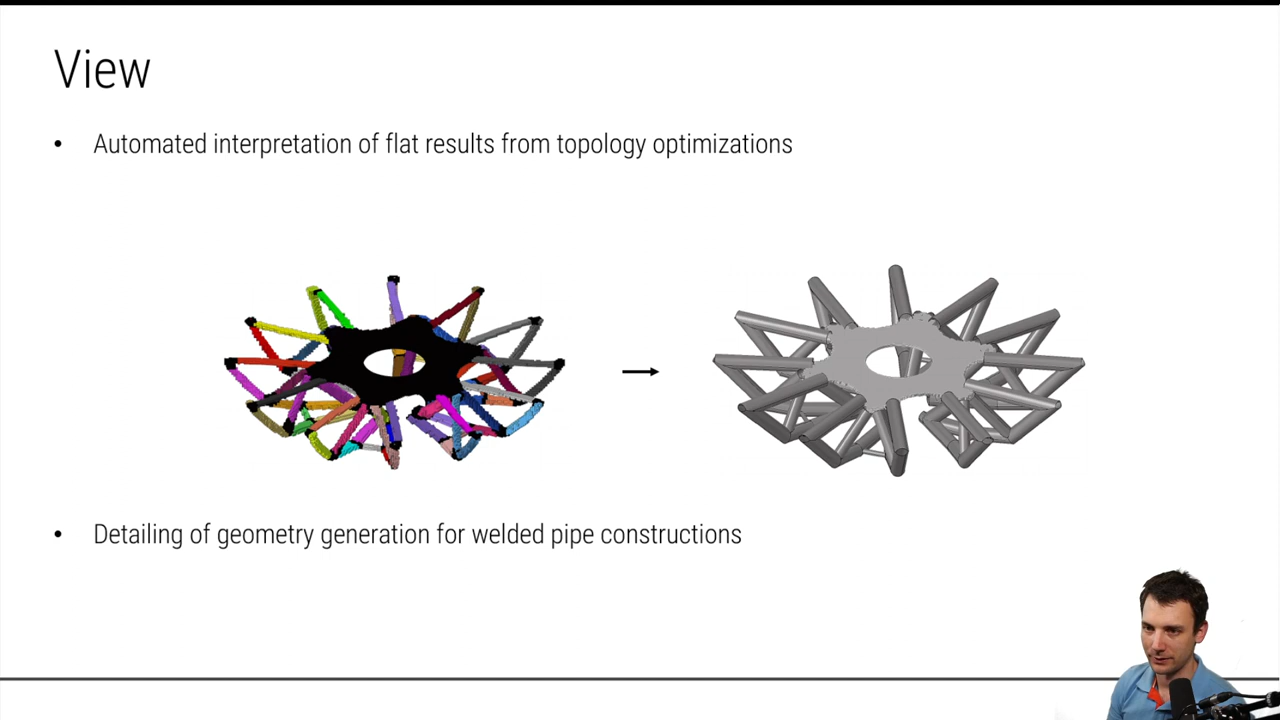 View
• Automated interpretation of flat results from topology optimizations
• Detailing of geometry generation for welded pipe constructions